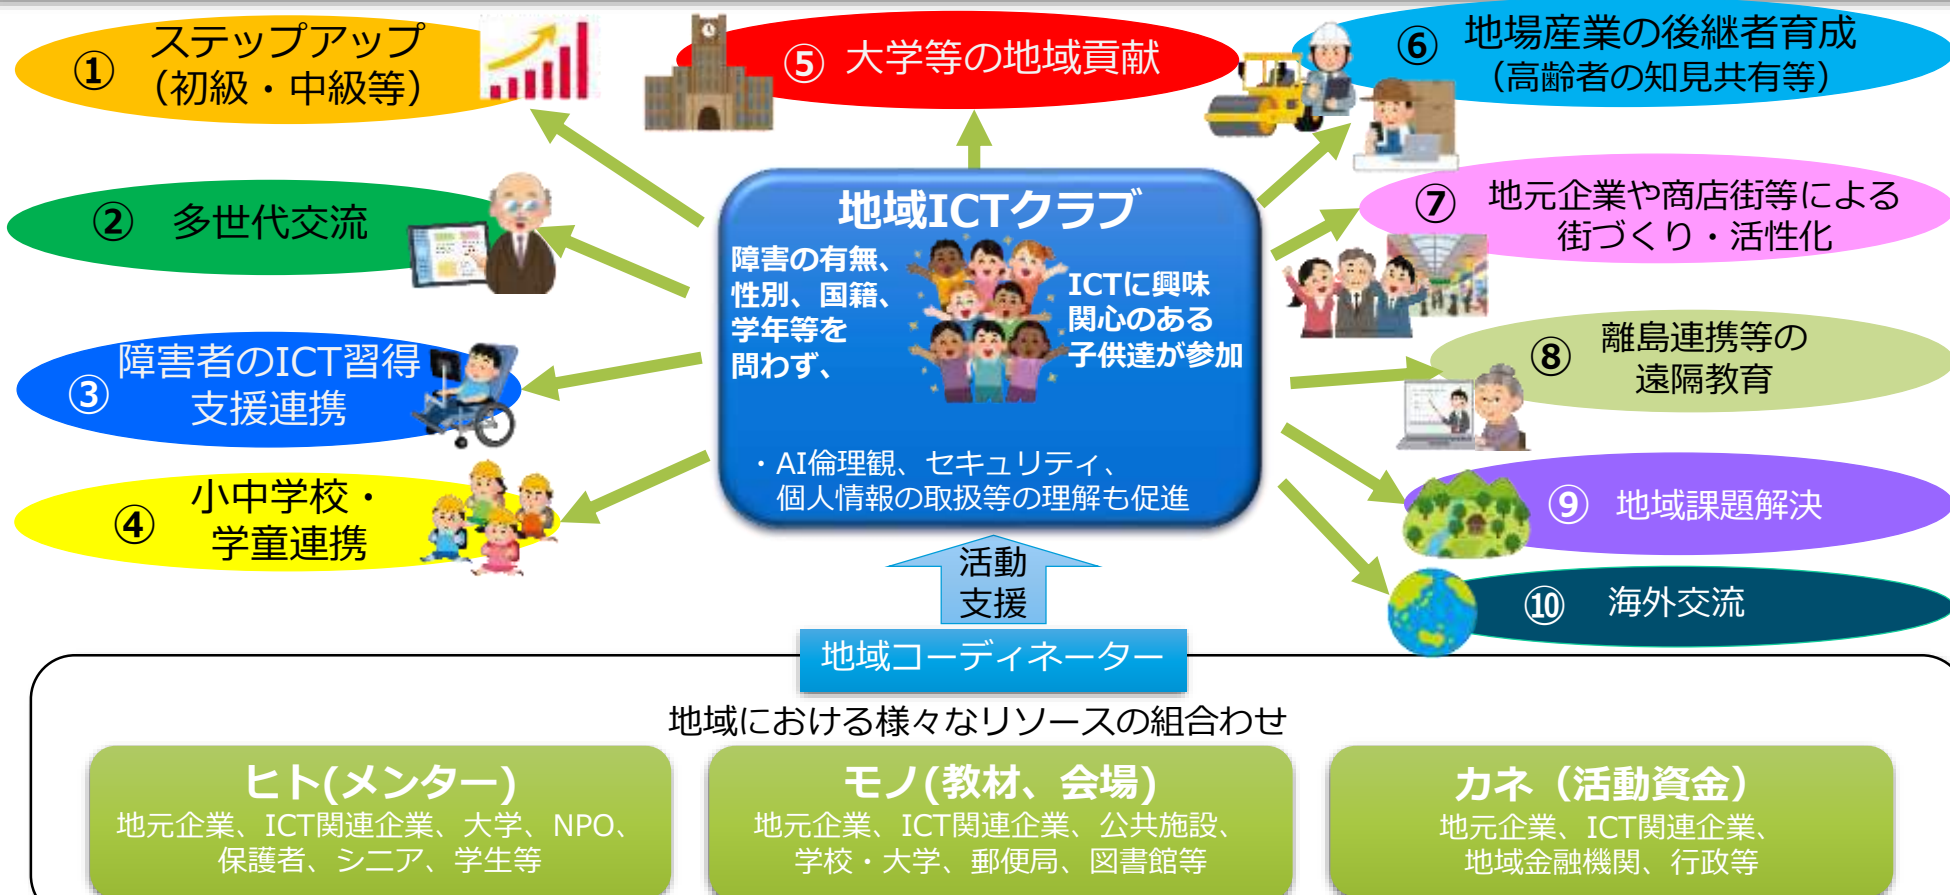 ① ステップアップ
(初級・中級等)
② 多世代交流
③ 障害者のICT習得
支援連携
④ 小中学校・
学童連携
⑤ 大学等の地域貢献
⑥ 地場産業の後継者育成
(高齢者の知見共有等)
⑦ 地元企業や商店街等による
街づくり・活性化
⑧ 離島連携等の
遠隔教育
⑨ 地域課題解決
⑩ 海外交流
地域ICTクラブ
障害の有無、
性別、国籍、
学年等を
問わず、
ICTに興味
関心のある
子供達が参加
・AI倫理観、セキュリティ、
個人情報の取扱等の理解も促進
活動
支援
地域コーディネーター
地域における様々なリソースの組合わせ
ヒト(メンター)
地元企業、ICT関連企業、大学、NPO、
保護者、シニア、学生等
モノ(教材、会場)
地元企業、ICT関連企業、公共施設、
学校・大学、郵便局、図書館等
カネ（活動資金）
地元企業、ICT関連企業、
地域金融機関、行政等